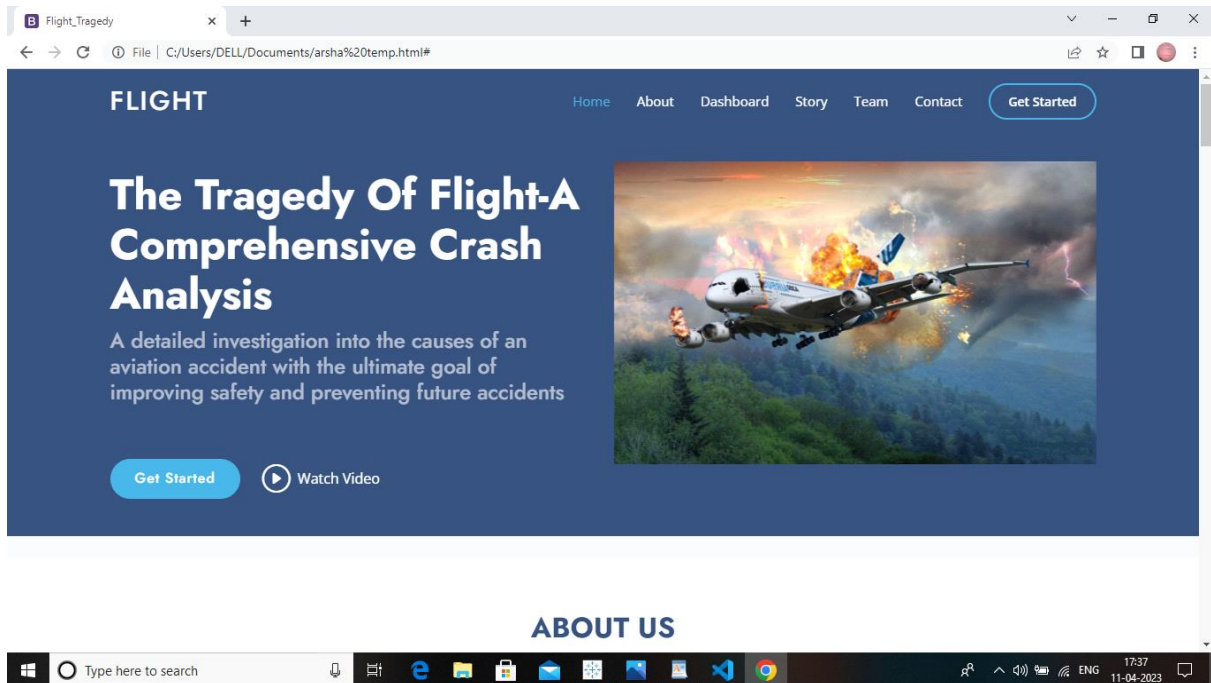 Flight_Tragedy
File | C:/Users/DELL/Documents/arsha%20temp.html#
FLIGHT
Home About Dashboard Story Team Contact Get Started
The Tragedy Of Flight-A
Comprehensive Crash
Analysis
A detailed investigation into the causes of an
aviation accident with the ultimate goal of
improving safety and preventing future accidents
Get Started Watch Video
ABOUT US
Type here to search
ENG
17:37
11-04-2023